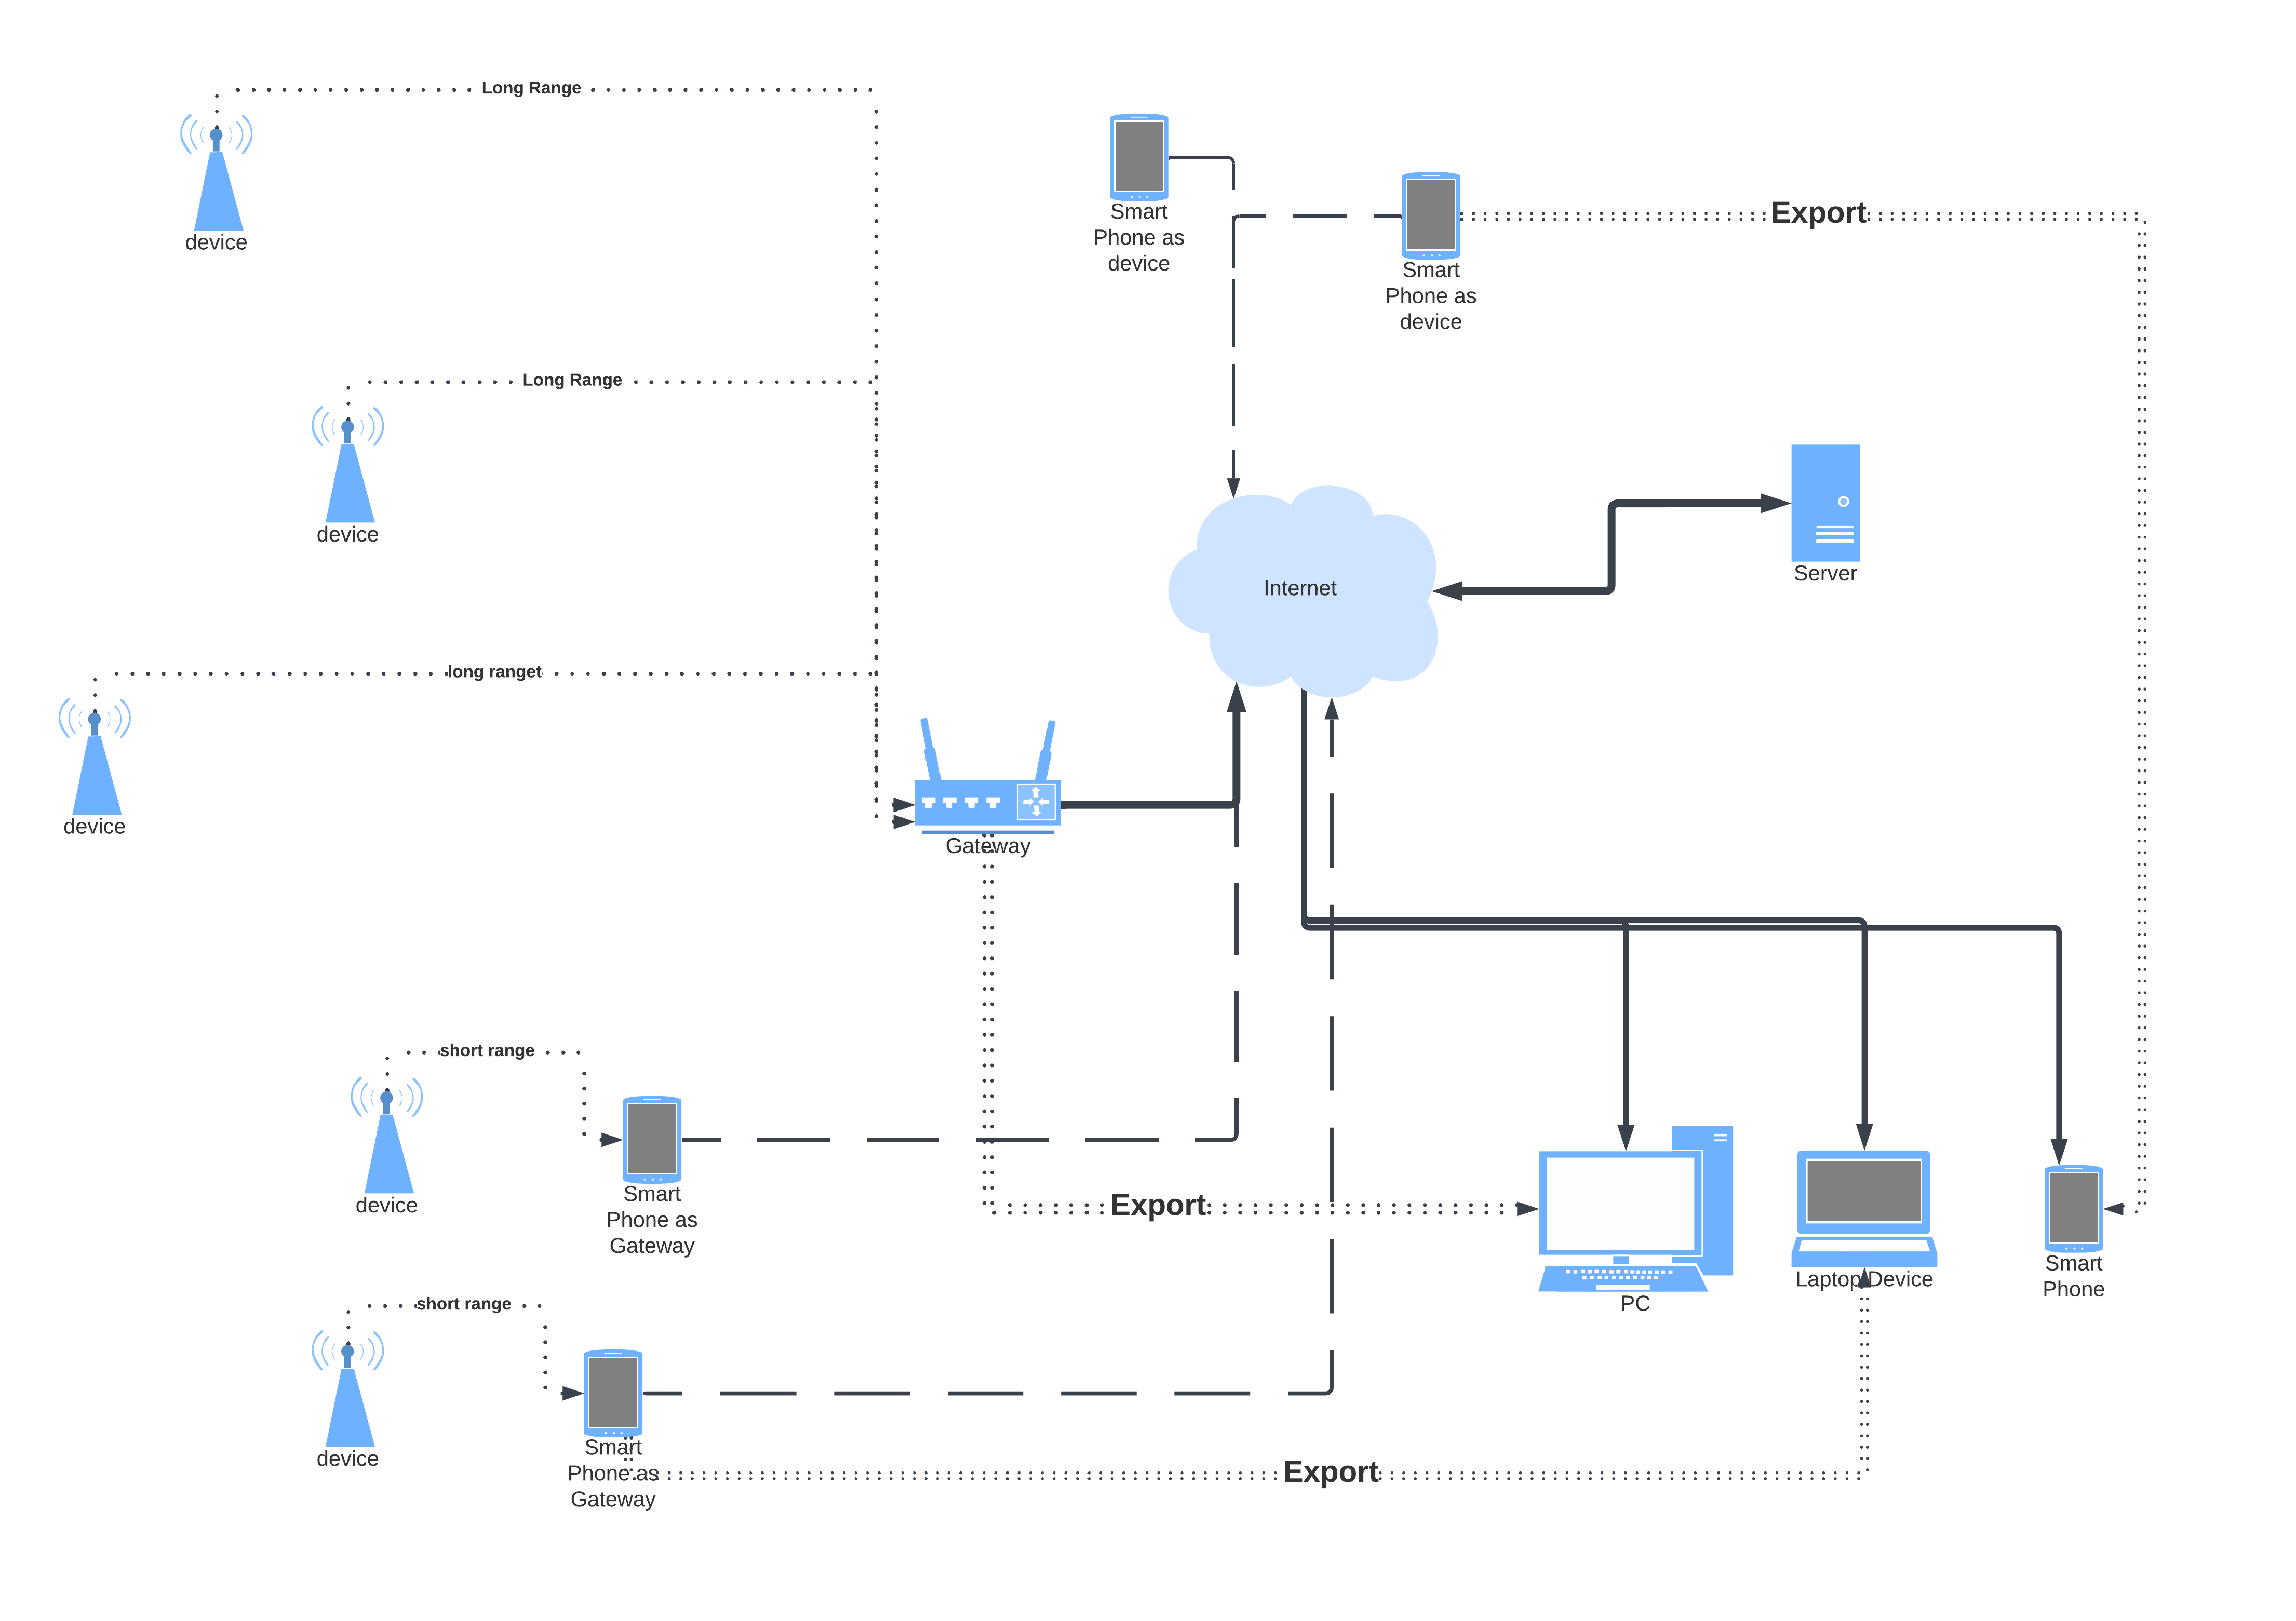 Long Range
device
Smart
Phone as
device
Smart
Phone as
device
Export
Long Range
device
Internet
Server
long ranget
device
Gateway
short range
device
Smart
Phone as
Gateway
Export
PC
Laptop Device
Smart
Phone
short range
device
Smart
Phone as
Gateway
Export